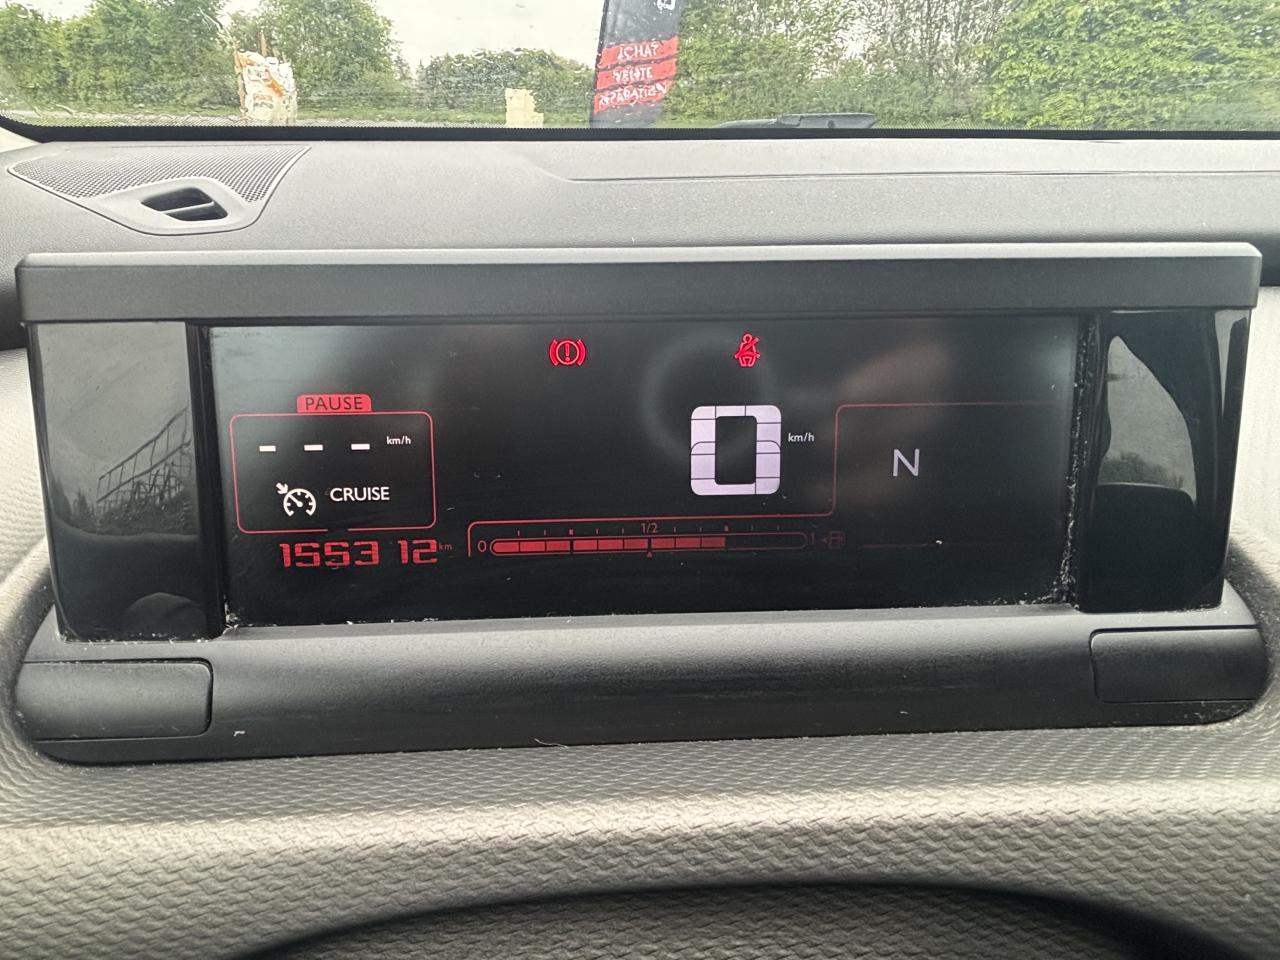 ACHAT
VENTE
RÉPARATION
PAUSE
--- km/h
CRUISE
0 km/h
N
155312 km
0 1/2 1